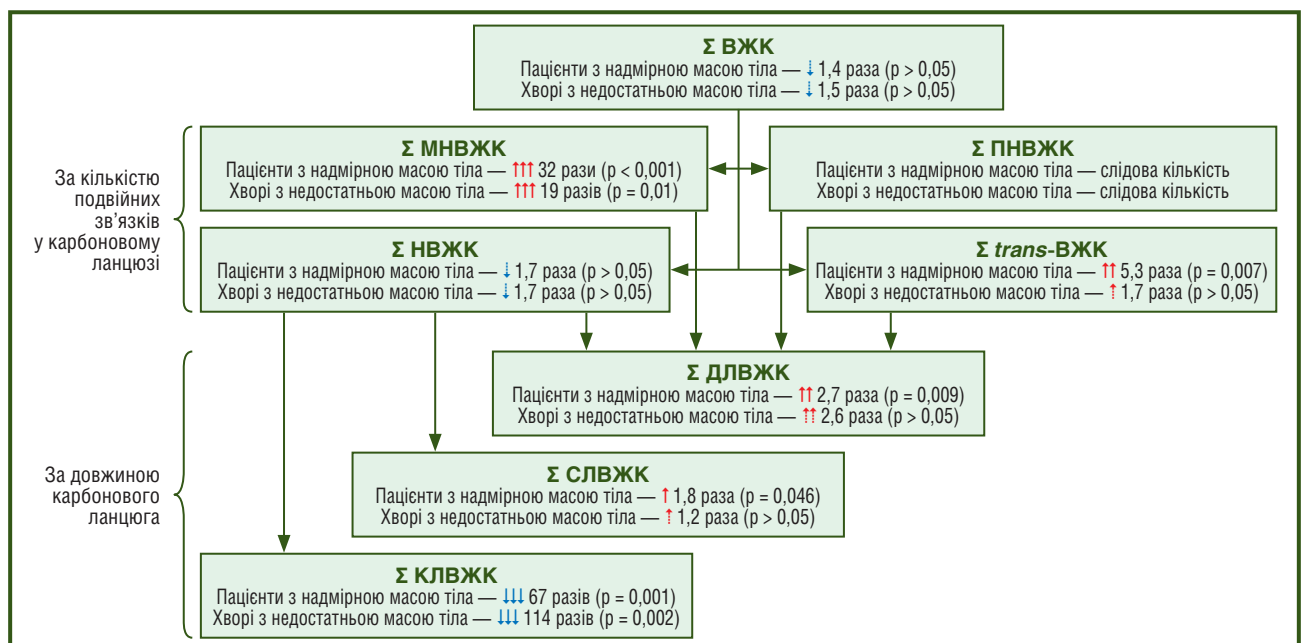 Σ ВЖК
Пацієнти з надмірною масою тіла — ↓ 1,4 раза (p > 0,05)
Хворі з недостатньою масою тіла — ↓ 1,5 раза (p > 0,05)
За кількістю
подвійних
зв’язків
у карбоновому
ланцюзі
Σ МНВЖК
Пацієнти з надмірною масою тіла — ↑↑↑ 32 рази (p < 0,001)
Хворі з недостатньою масою тіла — ↑↑↑ 19 разів (p = 0,01)
Σ ПНВЖК
Пацієнти з надмірною масою тіла — слідова кількість
Хворі з недостатньою масою тіла — слідова кількість
Σ НВЖК
Пацієнти з надмірною масою тіла — ↓ 1,7 раза (p > 0,05)
Хворі з недостатньою масою тіла — ↓ 1,7 раза (p > 0,05)
Σ trans-ВЖК
Пацієнти з надмірною масою тіла — ↑↑ 5,3 раза (p = 0,007)
Хворі з недостатньою масою тіла — ↑ 1,7 раза (p > 0,05)
За довжиною
карбонового
ланцюга
Σ ДЛВЖК
Пацієнти з надмірною масою тіла — ↑↑ 2,7 раза (p = 0,009)
Хворі з недостатньою масою тіла — ↑↑ 2,6 раза (p > 0,05)
Σ СЛВЖК
Пацієнти з надмірною масою тіла — ↑ 1,8 раза (p = 0,046)
Хворі з недостатньою масою тіла — ↑ 1,2 раза (p > 0,05)
Σ КЛВЖК
Пацієнти з надмірною масою тіла — ↓↓↓ 67 разів (p = 0,001)
Хворі з недостатньою масою тіла — ↓↓↓ 114 разів (p = 0,002)